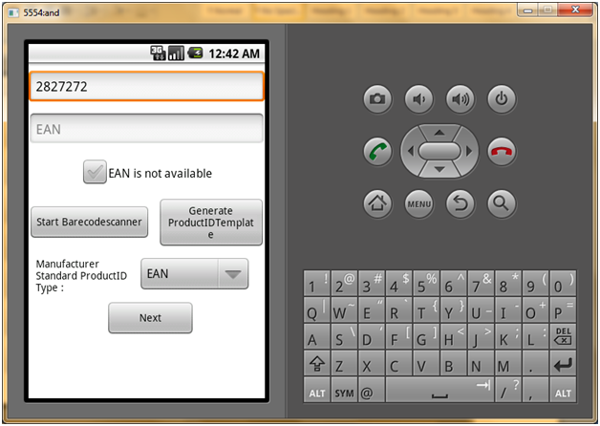 5554:and
3G
12:42 AM
2827272
EAN
EAN is not available
Start Barecodescanner
Generate
ProductIDTemplat
e
Manufacturer
Standard ProductID
Type :
EAN
Next
MENU
1 ! 2 @ 3 # 4 $ 5 % 6 ^ 7 & 8 * 9 ( 0 )
Q | W ~ E " R ` T { Y } U _ I - O + P =
A S \ D ' F [ G ] H < J > K ; L : DEL
Z X C V B N M .
ALT SYM @ / ? , ALT